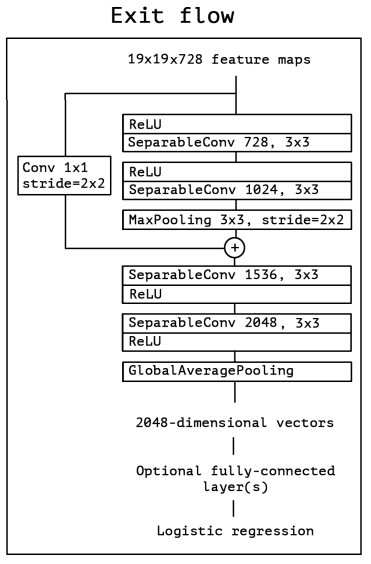 Exit flow
19x19x728 feature maps
ReLU
SeparableConv 728, 3x3
Conv 1x1
stride=2x2
ReLU
SeparableConv 1024, 3x3
MaxPooling 3x3, stride=2x2
+
SeparableConv 1536, 3x3
ReLU
SeparableConv 2048, 3x3
ReLU
GlobalAveragePooling
2048-dimensional vectors
Optional fully-connected
layer(s)
Logistic regression